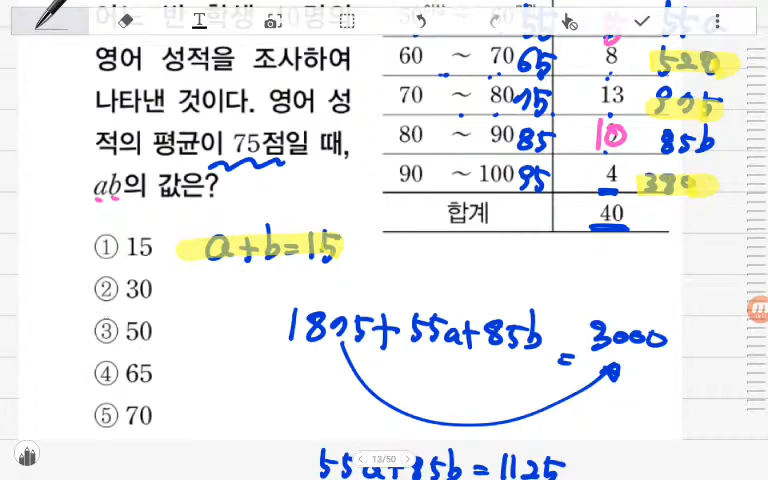 영어 성적을 조사하여
나타낸 것이다. 영어 성
적의 평균이 75점일 때,
ab의 값은?
① 15
② 30
③ 50
④ 65
⑤ 70
55a
60 ~ 70 65 8 520
70 ~ 80 75 13 975
80 ~ 90 85 10 85b
90 ~ 100 95 4 380
합계 40
a+b=15
1875+55a+85b = 3000
55a+85b=1125
13/50